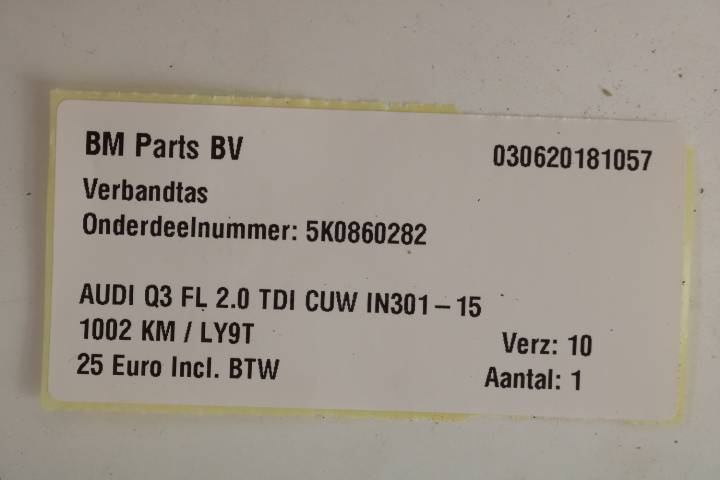 BM Parts BV 030620181057
Verbandtas
Onderdeelnummer: 5K0860282
AUDI Q3 FL 2.0 TDI CUW IN301-15
1002 KM / LY9T Verz: 10
25 Euro Incl. BTW Aantal: 1